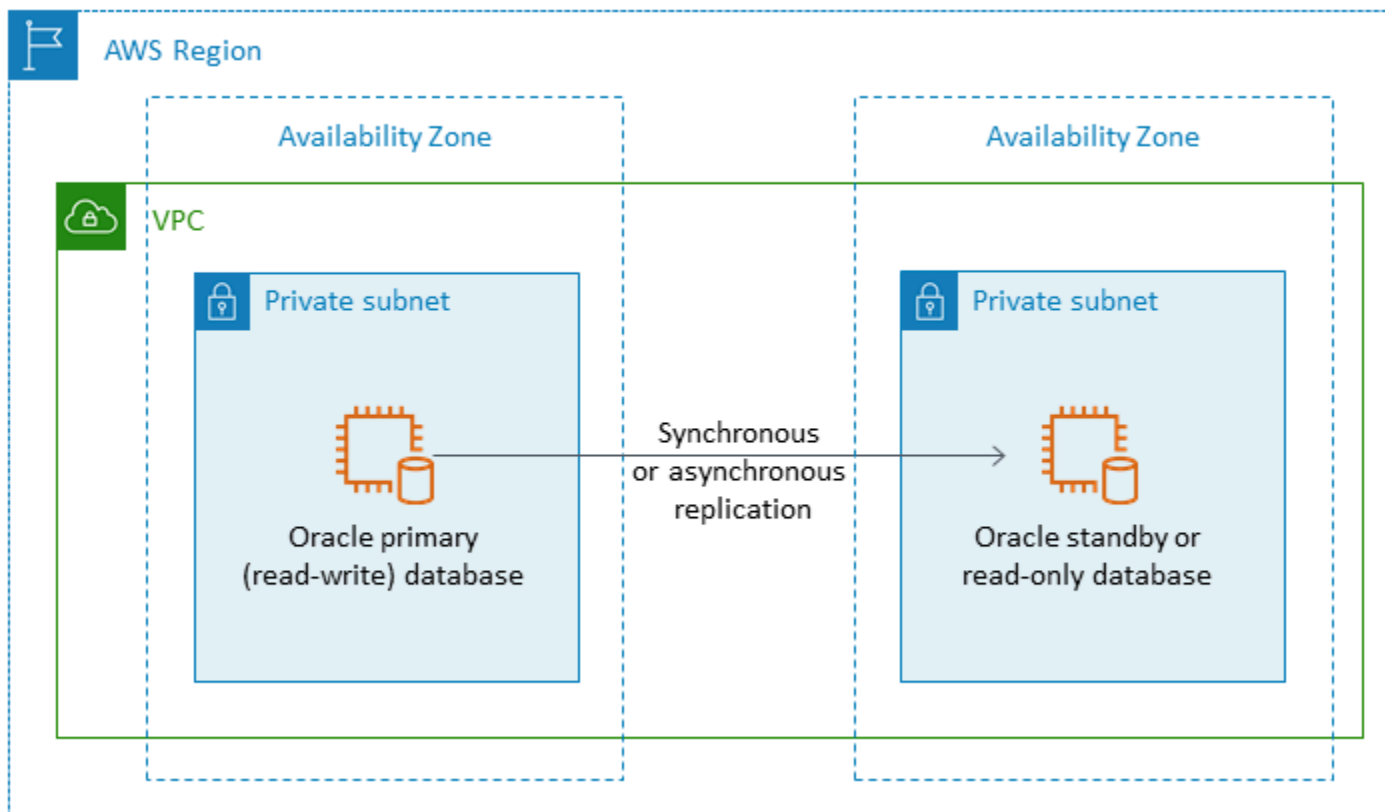 AWS Region
Availability Zone
Availability Zone
VPC
Private subnet
Private subnet
Synchronous
or asynchronous
replication
Oracle primary
(read-write) database
Oracle standby or
read-only database